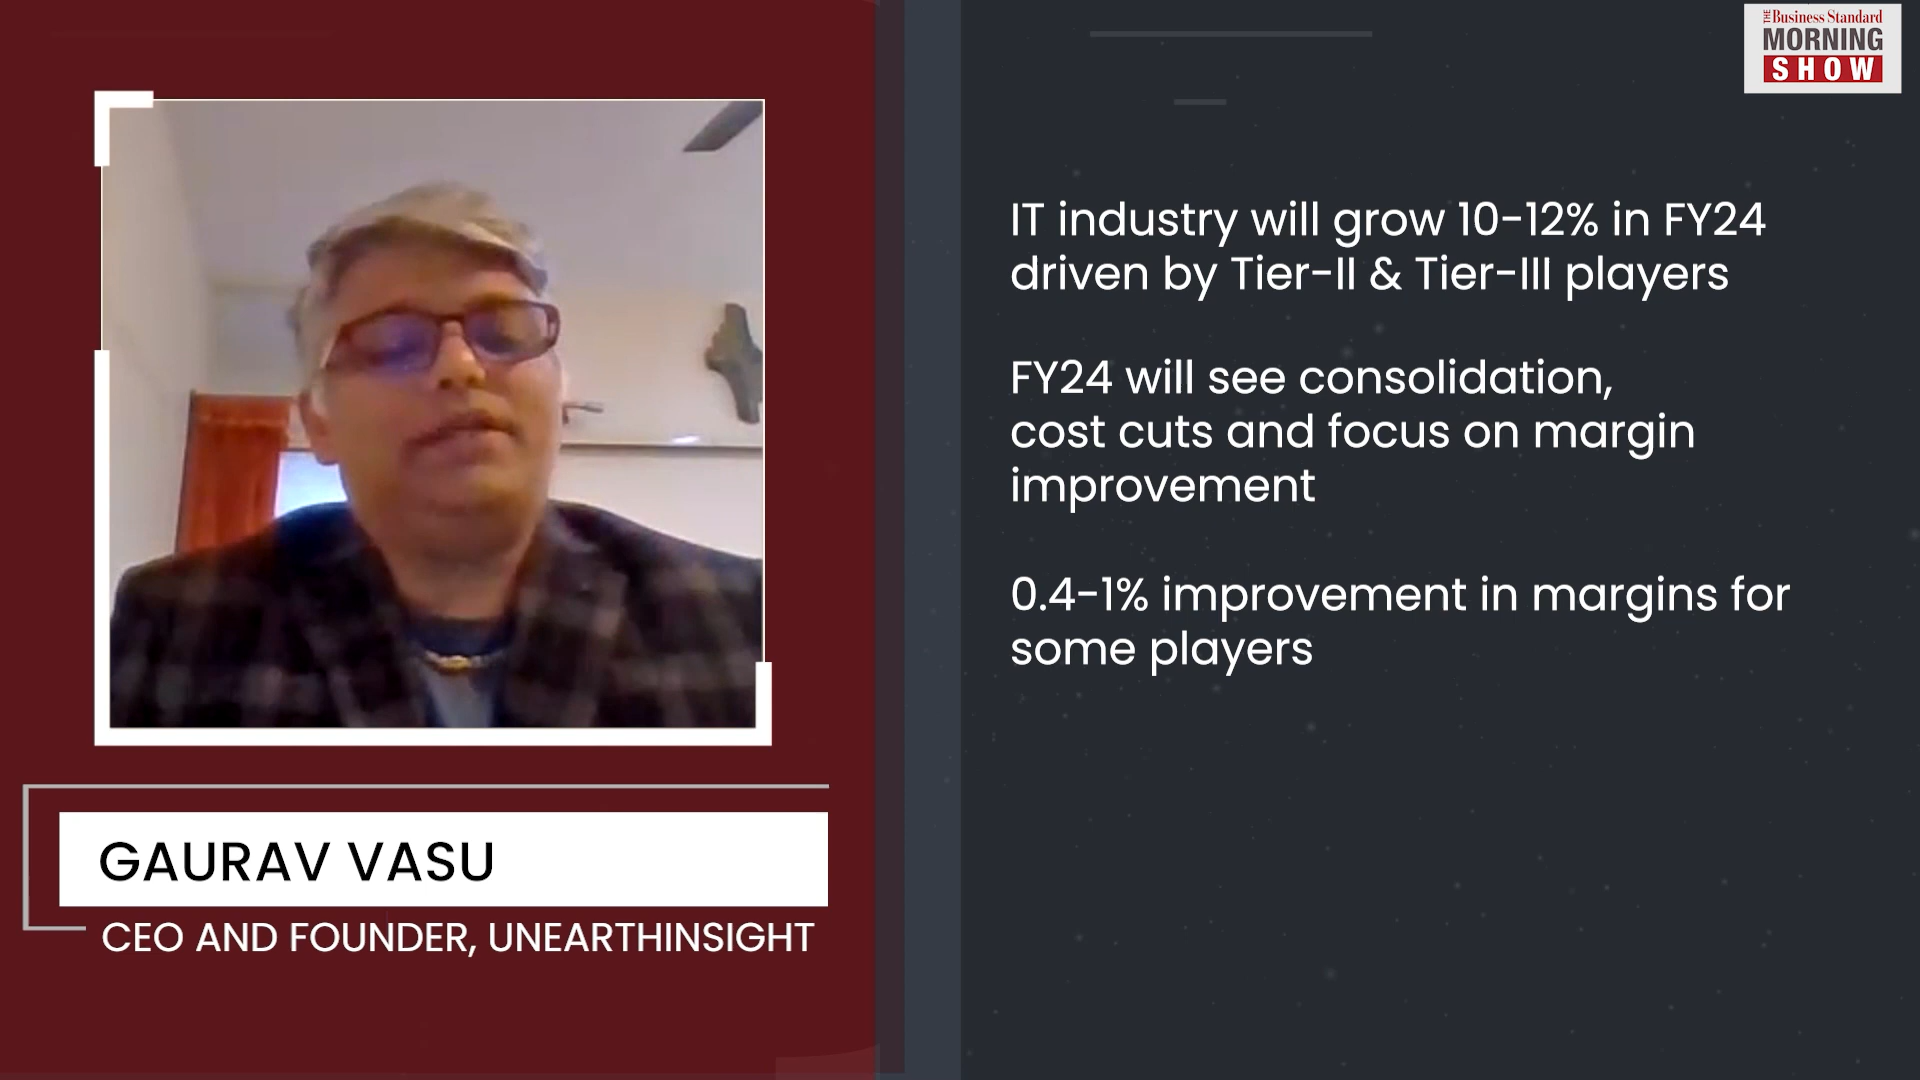 THE Business Standard
MORNING
SHOW
IT industry will grow 10-12% in FY24
driven by Tier-II & Tier-III players
FY24 will see consolidation,
cost cuts and focus on margin
improvement
0.4-1% improvement in margins for
some players
GAURAV VASU
CEO AND FOUNDER, UNEARTHINSIGHT